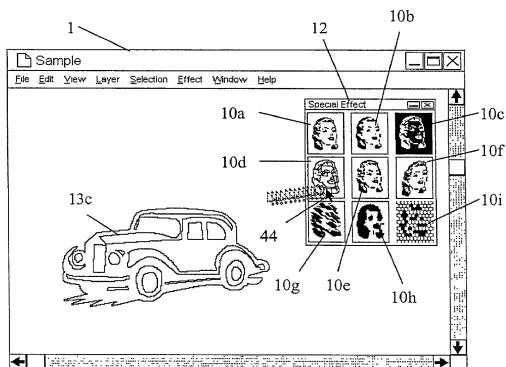 1
12
10b
Sample
File Edit View Layer Selection Effect Window Help
Special Effect
10a
10c
10d
10f
13c
44
10g
10e
10h
10i